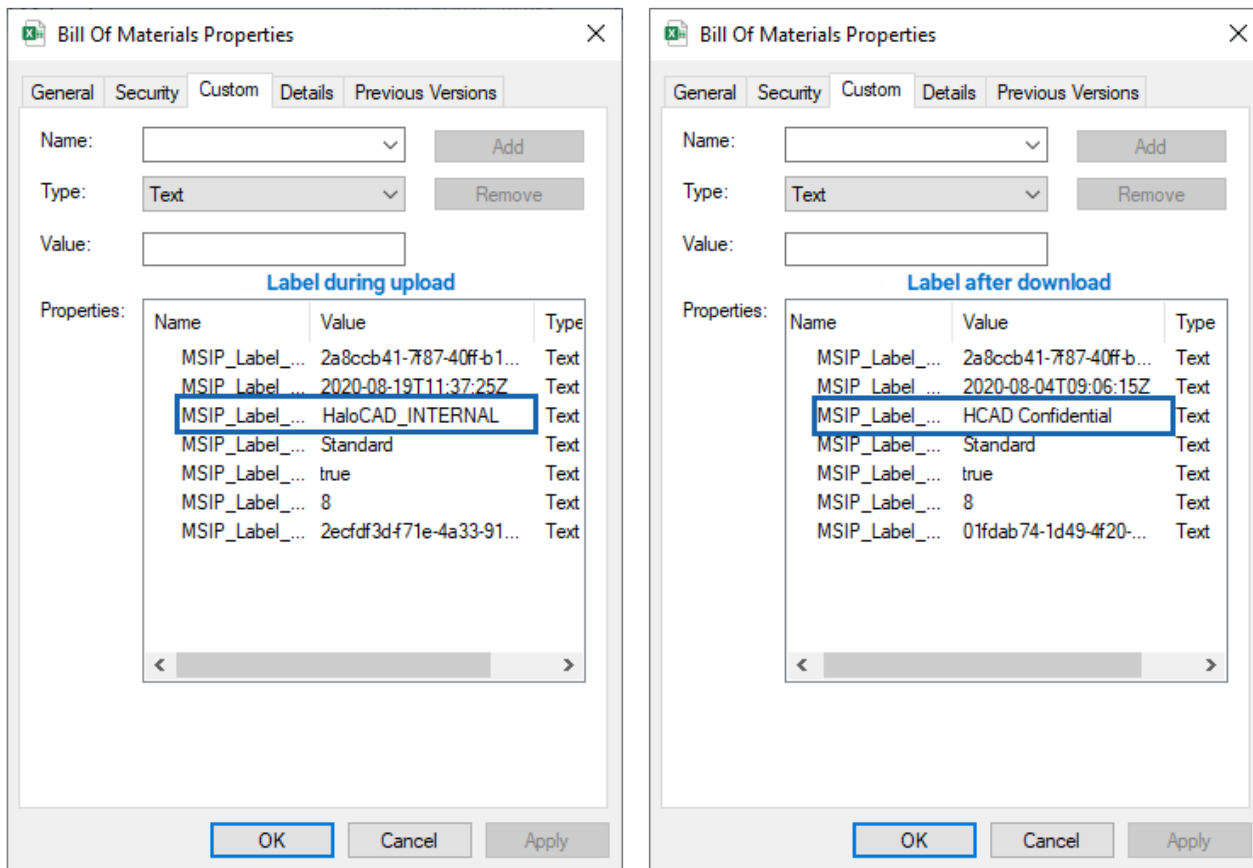 Bill Of Materials Properties
General Security Custom Details Previous Versions
Name: Add
Type: Text Remove
Value:
Label during upload
Properties:
Name Value Type
MSIP_Label_... 2a8ccb41-7f87-40ff-b1... Text
MSIP_Label_... 2020-08-19T11:37:25Z Text
MSIP_Label_... HaloCAD_INTERNAL Text
MSIP_Label_... Standard Text
MSIP_Label_... true Text
MSIP_Label_... 8 Text
MSIP_Label_... 2ecfdf3d-f71e-4a33-91... Text
OK Cancel Apply
Bill Of Materials Properties
General Security Custom Details Previous Versions
Name: Add
Type: Text Remove
Value:
Label after download
Properties:
Name Value Type
MSIP_Label_... 2a8ccb41-7f87-40ff-b... Text
MSIP_Label_... 2020-08-04T09:06:15Z Text
MSIP_Label_... HCAD Confidential Text
MSIP_Label_... Standard Text
MSIP_Label_... true Text
MSIP_Label_... 8 Text
MSIP_Label_... 01fdab74-1d49-4f20-... Text
OK Cancel Apply